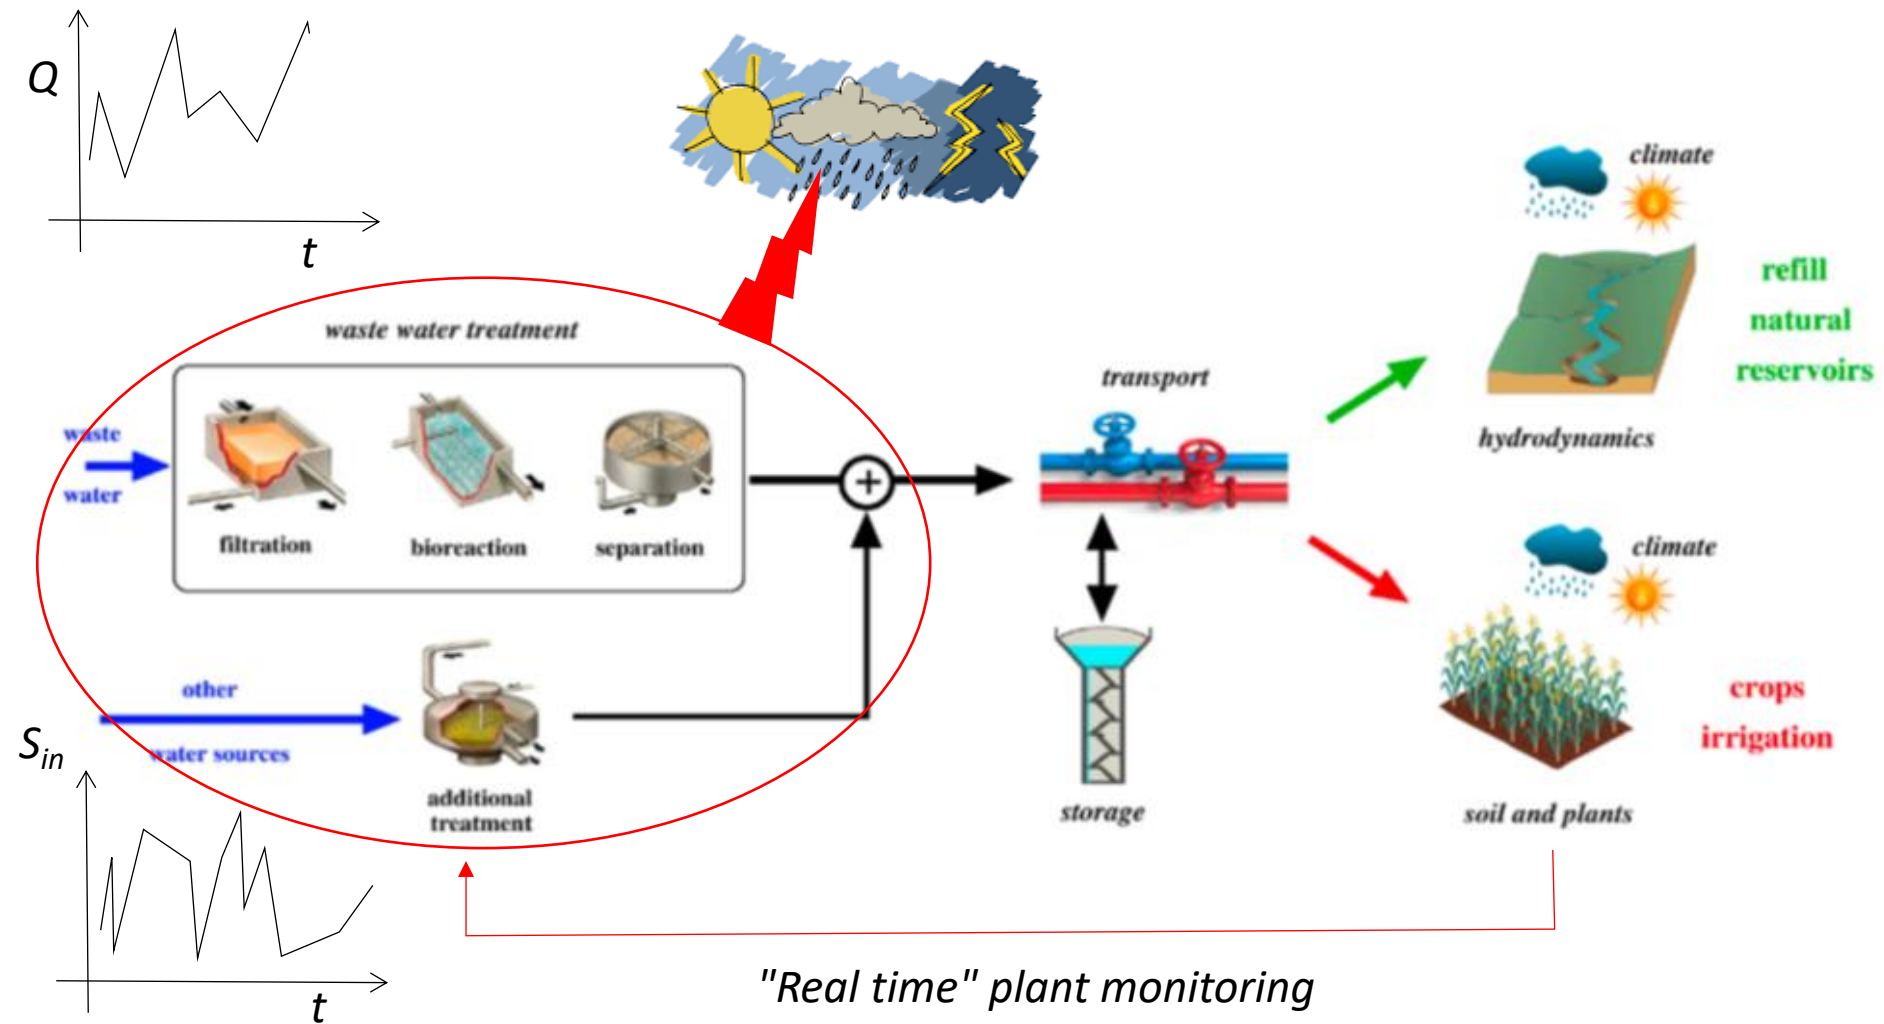 Q
t
climate
refill
natural
reservoirs
hydrodynamics
waste water treatment
waste
water
filtration
bioreaction
separation
+
transport
climate
other
water sources
additional
treatment
storage
crops
irrigation
soil and plants
S_in
t
"Real time" plant monitoring